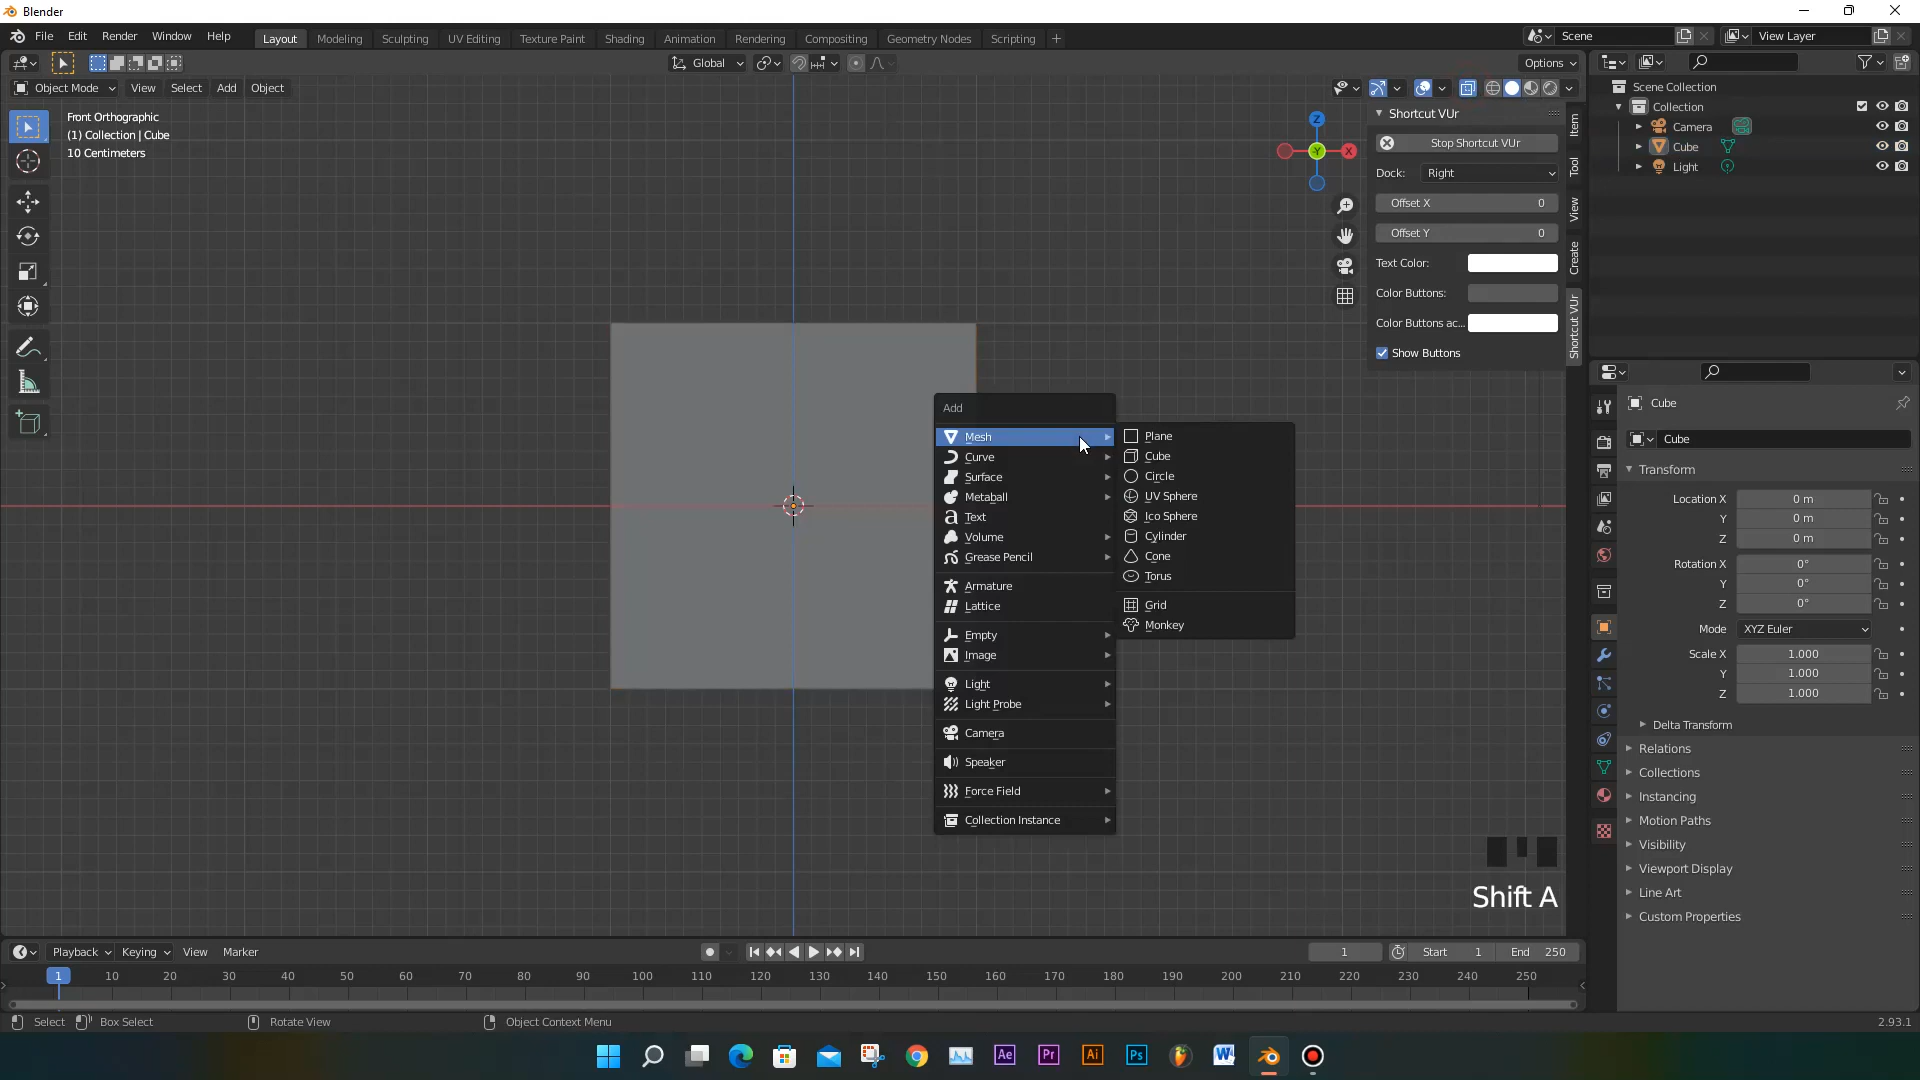 Blender
File Edit Render Window Help
Layout Modeling Sculpting UV Editing Texture Paint Shading Animation Rendering Compositing Geometry Nodes Scripting +
Scene
View Layer
Global
Options
Object Mode View Select Add Object
Front Orthographic
(1) Collection | Cube
10 Centimeters
Z
Y
X
Shortcut VUr
Stop Shortcut VUr
Dock: Right
Offset X 0
Offset Y 0
Text Color:
Color Buttons:
Color Buttons ac...
Show Buttons
Item
Tool
View
Create
Shortcut VUr
Scene Collection
Collection
Camera
Cube
Light
Add
Mesh
Curve
Surface
Metaball
Text
Volume
Grease Pencil
Armature
Lattice
Empty
Image
Light
Light Probe
Camera
Speaker
Force Field
Collection Instance
Plane
Cube
Circle
UV Sphere
Ico Sphere
Cylinder
Cone
Torus
Grid
Monkey
Shift A
Cube
Cube
Transform
Location X 0 m
Y 0 m
Z 0 m
Rotation X 0°
Y 0°
Z 0°
Mode XYZ Euler
Scale X 1.000
Y 1.000
Z 1.000
Delta Transform
Relations
Collections
Instancing
Motion Paths
Visibility
Viewport Display
Line Art
Custom Properties
Playback Keying View Marker
1 Start 1 End 250
1 10 20 30 40 50 60 70 80 90 100 110 120 130 140 150 160 170 180 190 200 210 220 230 240 250
Select Box Select Rotate View Object Context Menu
2.93.1
Ae Pr Ai Ps W